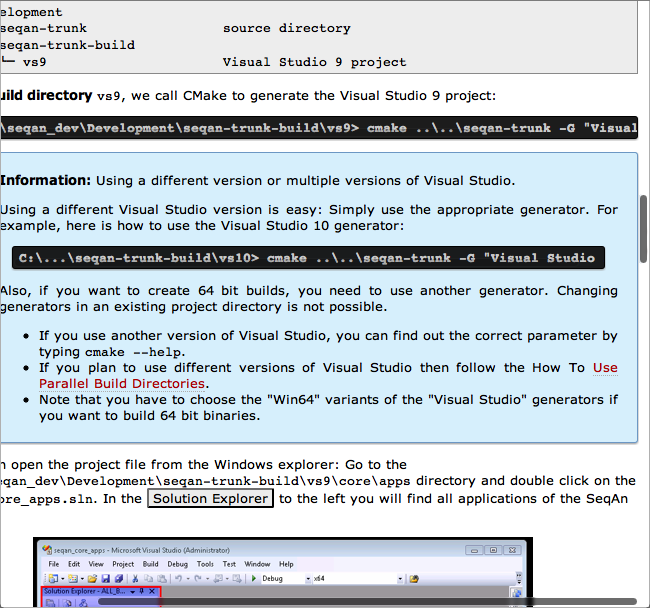 elopment
seqan-trunk source directory
seqan-trunk-build
└─ vs9 Visual Studio 9 project
uild directory vs9, we call CMake to generate the Visual Studio 9 project:
\seqan_dev\Development\seqan-trunk-build\vs9> cmake ..\..\seqan-trunk -G "Visual
Information: Using a different version or multiple versions of Visual Studio.
Using a different Visual Studio version is easy: Simply use the appropriate generator. For
example, here is how to use the Visual Studio 10 generator:
C:\...\seqan-trunk-build\vs10> cmake ..\..\seqan-trunk -G "Visual Studio
Also, if you want to create 64 bit builds, you need to use another generator. Changing
generators in an existing project directory is not possible.
• If you use another version of Visual Studio, you can find out the correct parameter by
typing cmake --help.
• If you plan to use different versions of Visual Studio then follow the How To Use
Parallel Build Directories.
• Note that you have to choose the "Win64" variants of the "Visual Studio" generators if
you want to build 64 bit binaries.
n open the project file from the Windows explorer: Go to the
eqan_dev\Development\seqan-trunk-build\vs9\core\apps directory and double click on the
ore_apps.sln. In the Solution Explorer to the left you will find all applications of the SeqAn
seqan_core_apps - Microsoft Visual Studio (Administrator)
File Edit View Project Build Debug Tools Test Window Help
Debug x64
Solution Explorer - ALL_B...